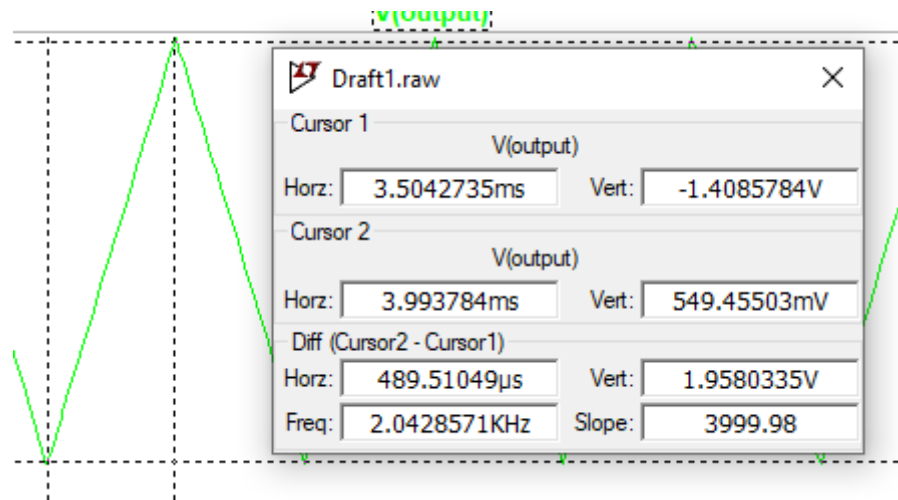 V(output)
Draft1.raw
Cursor 1
V(output)
Horz: 3.5042735ms Vert: -1.4085784V
Cursor 2
V(output)
Horz: 3.993784ms Vert: 549.45503mV
Diff (Cursor2 - Cursor1)
Horz: 489.51049µs Vert: 1.9580335V
Freq: 2.0428571KHz Slope: 3999.98